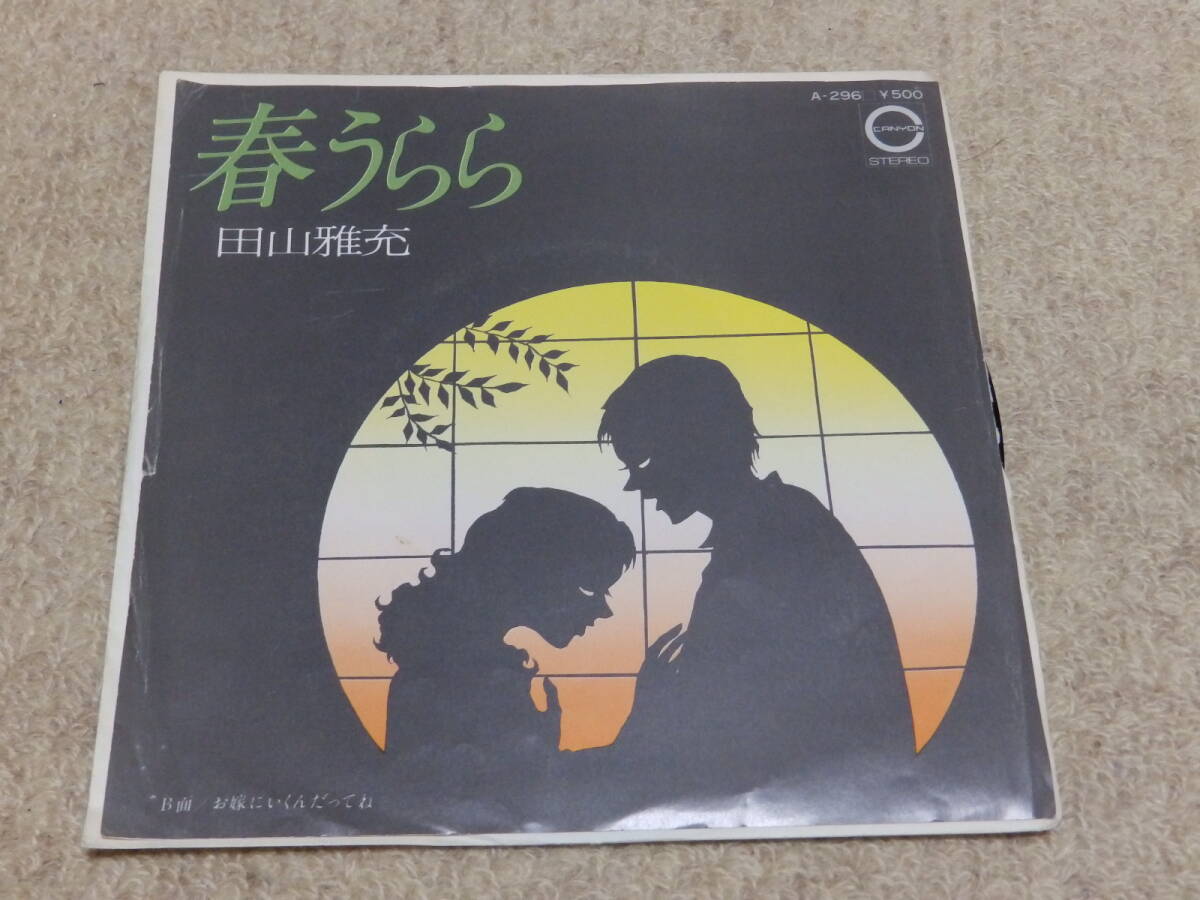 A-296 ¥500
CANYON
STEREO
春うらら
田山雅充
B面/お嫁にいくんだってね